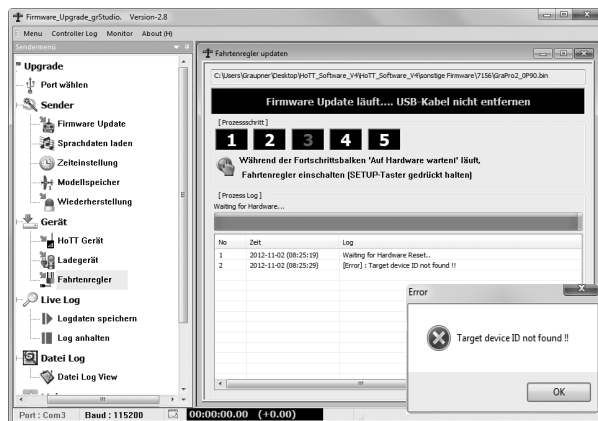 Firmware_Upgrade_grStudio. Version-2.8
Menu Controller Log Monitor About (H)
Sendermenü
Upgrade
Port wählen
Sender
Firmware Update
Sprachdaten laden
Zeiteinstellung
Modellspeicher
Wiederherstellung
Gerät
HoTT Gerät
Ladegerät
Fahrtenregler
Live Log
Logdaten speichern
Log anhalten
Datei Log
Datei Log View
Port : Com3 Baud : 115200 00:00:00.00 (+0.00)
Fahrtenregler updaten
C:\Users\Graupner\Desktop\HoTT_Software_V4\HoTT_Software_V4\sonstige Firmware\7156\GraPro2_0P90.bin
Firmware Update läuft.... USB-Kabel nicht entfernen
[ Prozessschritt ]
1 2 3 4 5
Während der Fortschrittsbalken 'Auf Hardware warten!' läuft,
Fahrtenregler einschalten (SETUP-Taster gedrückt halten)
[ Prozess Log ]
Waiting for Hardware...
No Zeit Log
1 2012-11-02 (08:25:19) Waiting for Hardware Reset..
2 2012-11-02 (08:25:29) [Error] : Target device ID not found !!
Error
Target device ID not found !!
OK